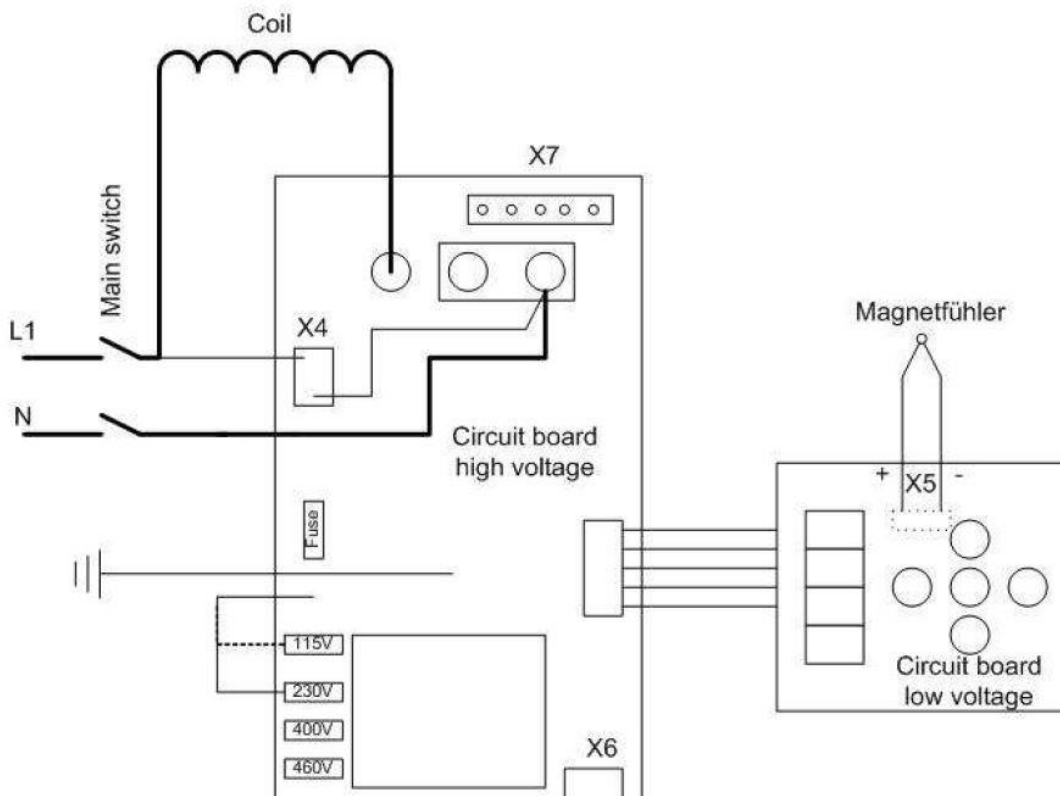 Coil
X7
Main switch
L1
X4
N
Magnetfühler
Circuit board
high voltage
+ X5 -
Fuse
115V
230V
400V
460V
Circuit board
low voltage
X6